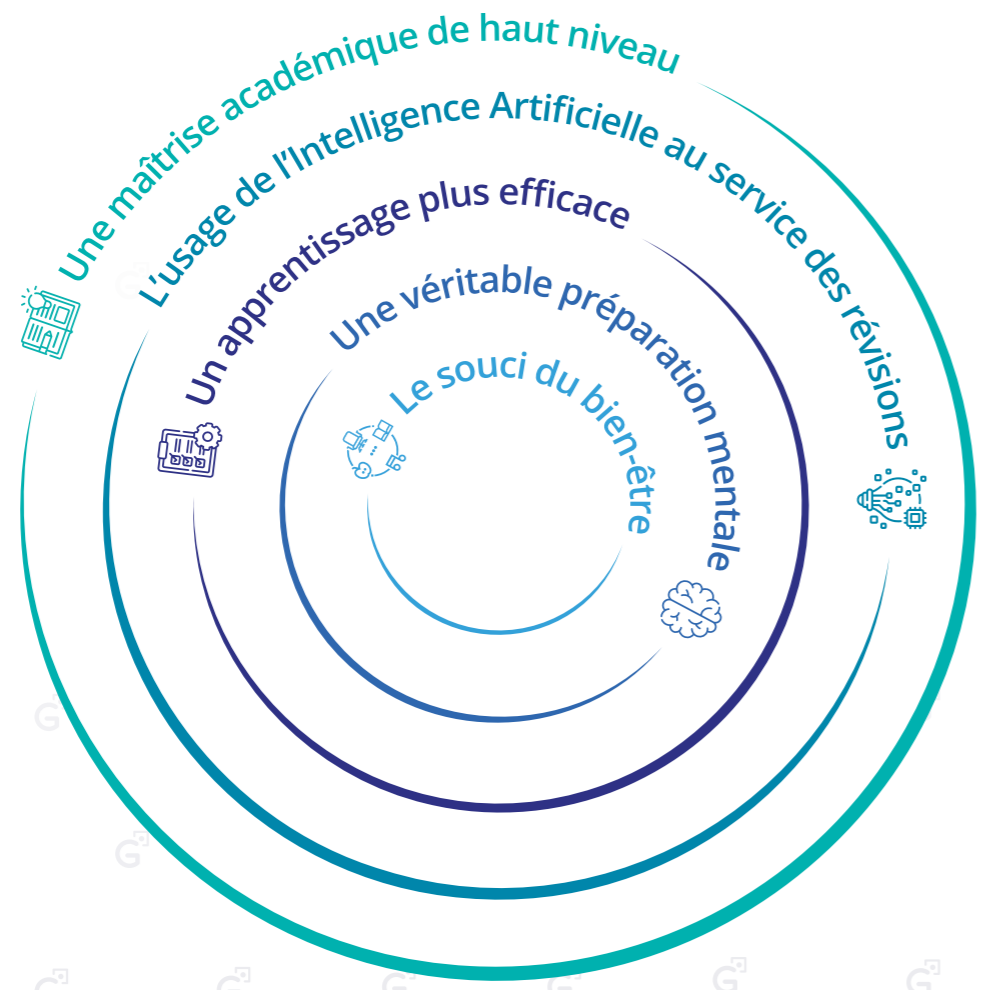 Une maîtrise académique de haut niveau
L'usage de l'Intelligence Artificielle au service des révisions
Un apprentissage plus efficace
Une véritable préparation mentale
Le souci du bien-être